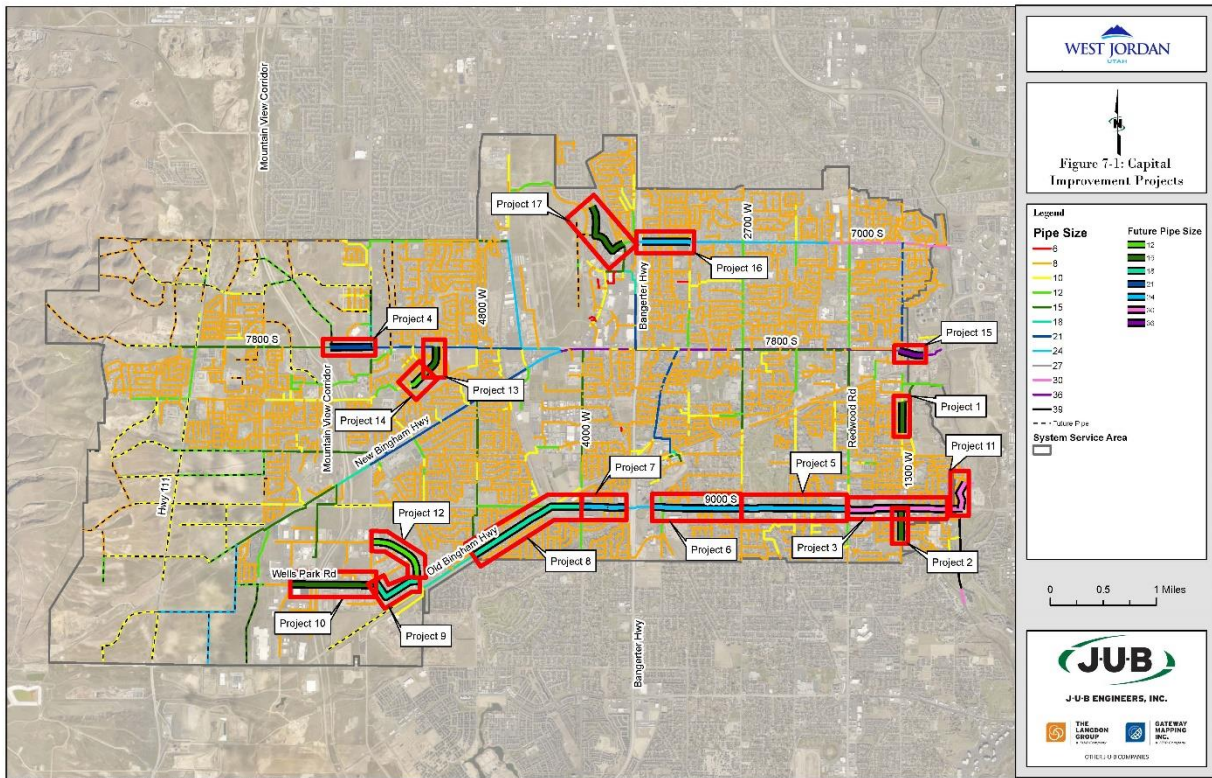 Mountain View Corridor
Project 17
2700 W
7000 S
Project 16
Bangerter Hwy
4800 W
Project 4
7800 S
7800 S
Project 15
Project 13
Project 14
Mountain View Corridor
New Bingham Hwy
4000 W
Redwood Rd
Project 1
1300 W
Project 11
Hwy 111
Project 7
Project 5
9000 S
Project 12
Old Bingham Hwy
Project 8
Project 6
Project 3
Project 2
Wells Park Rd
Project 10
Project 9
Bangerter Hwy
WEST JORDAN
UTAH
N
Figure 7-1: Capital
Improvement Projects
Legend
Pipe Size
6
8
10
12
15
18
21
24
27
30
36
39
Future Pipe
System Service Area
Future Pipe Size
12
15
18
21
24
30
0 0.5 1 Miles
J-U-B
J-U-B ENGINEERS, INC.
THE
LANGDON
GROUP
GATEWAY
MAPPING
INC.
OTHER J-U-B COMPANIES